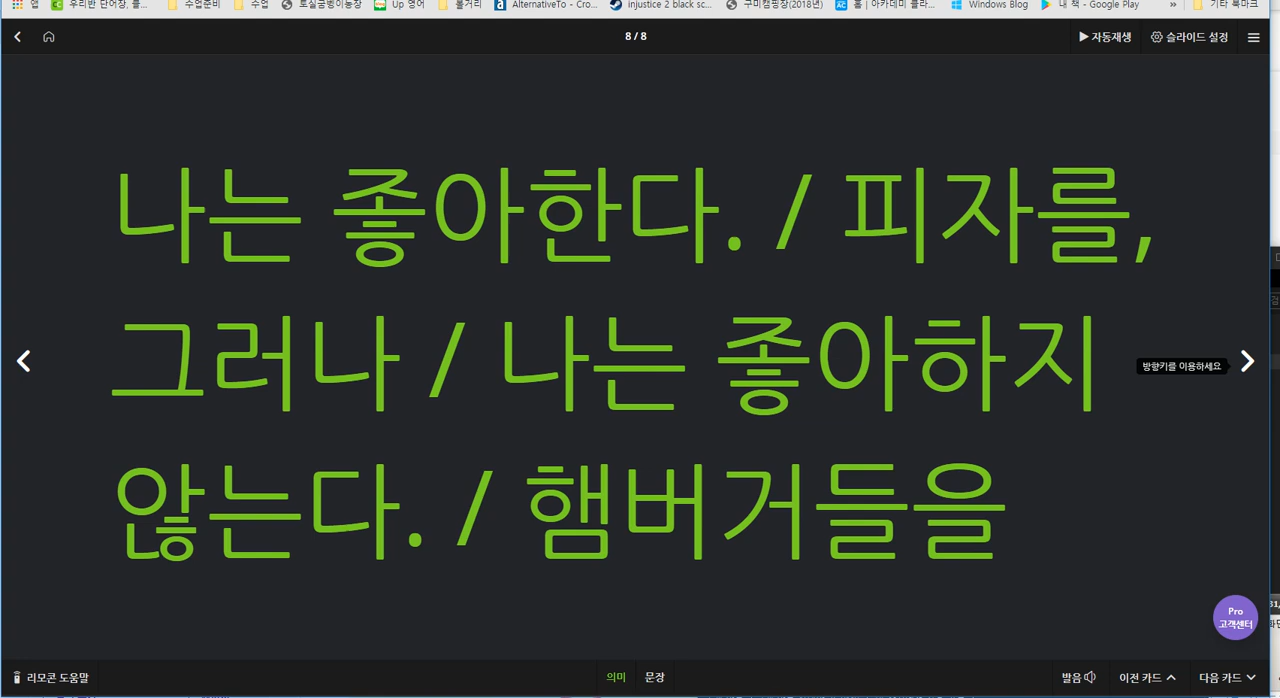 앱 우리반 단어장, 클... 수업준비 수업 토실금병이농장 Up 영어 볼거리 AlternativeTo - Cro... injustice 2 black sc... 구미캠핑장(2018년) 홈 | 아카데미 클라... Windows Blog 내 책 - Google Play » 기타 북마크
8 / 8 자동재생 슬라이드 설정
나는 좋아한다. / 피자를,
그러나 / 나는 좋아하지
방향키를 이용하세요
않는다. / 햄버거들을
Pro
고객센터
리모콘 도움말 의미 문장 발음 이전 카드 다음 카드